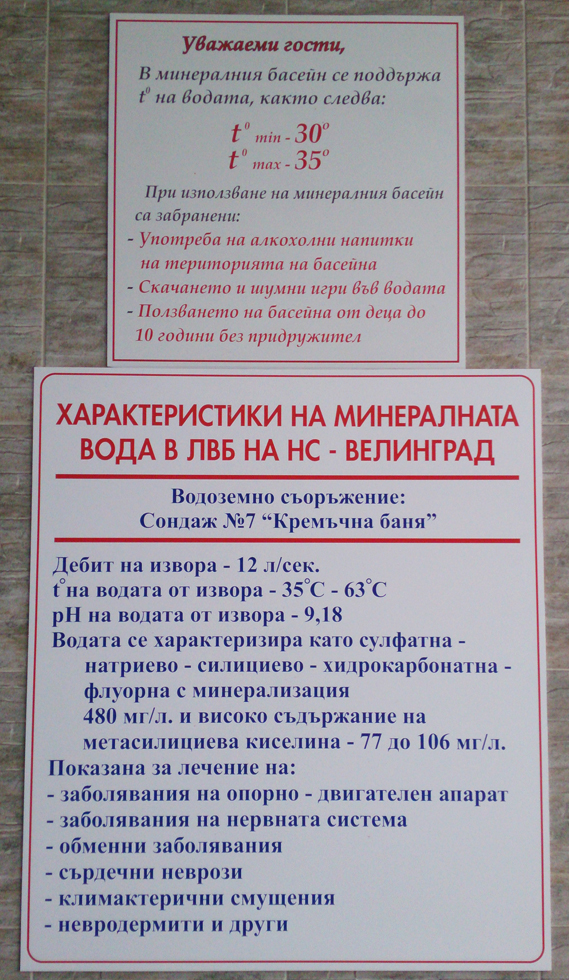 Уважаеми гости,
В минералния басейн се поддържа
t° на водата, както следва:
t° min - 30°
t° max - 35°
При използване на минералния басейн
са забранени:
- Употреба на алкохолни напитки
на територията на басейна
- Скачането и шумни игри във водата
- Ползването на басейна от деца до
10 години без придружител
ХАРАКТЕРИСТИКИ НА МИНЕРАЛНАТА
ВОДА В ЛВБ НА НС - ВЕЛИНГРАД
Водоземно съоръжение:
Сондаж №7 “Кремъчна баня”
Дебит на извора - 12 л/сек.
t° на водата от извора - 35°C - 63°C
pH на водата от извора - 9,18
Водата се характеризира като сулфатна -
натриево - силициево - хидрокарбонатна -
флуорна с минерализация
480 мг/л. и високо съдържание на
метасилициева киселина - 77 до 106 мг/л.
Показана за лечение на:
- заболявания на опорно - двигателен апарат
- заболявания на нервната система
- обменни заболявания
- сърдечни неврози
- климактерични смущения
- невродермити и други